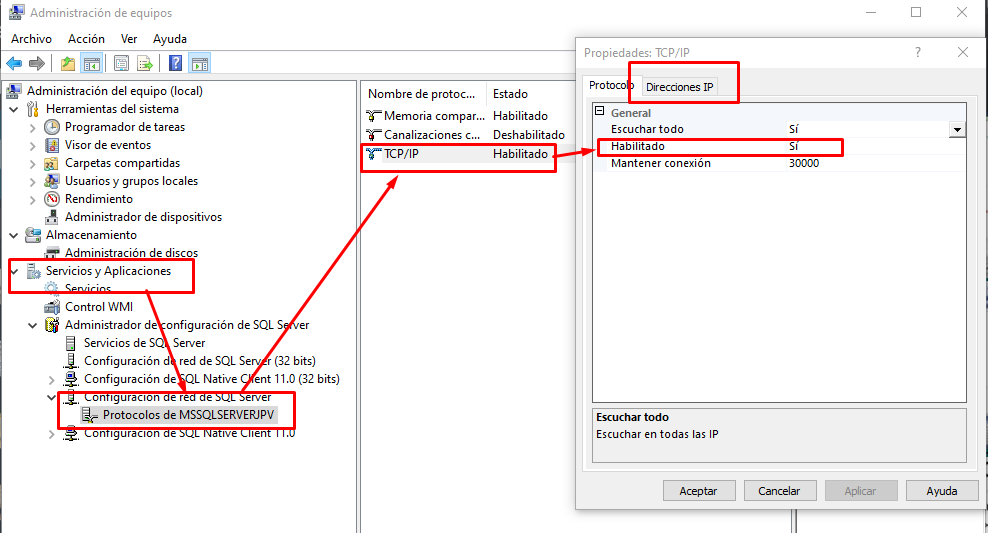 Administración de equipos
Archivo Acción Ver Ayuda
Administración del equipo (local)
Herramientas del sistema
Programador de tareas
Visor de eventos
Carpetas compartidas
Usuarios y grupos locales
Rendimiento
Administrador de dispositivos
Almacenamiento
Administración de discos
Servicios y Aplicaciones
Servicios
Control WMI
Administrador de configuración de SQL Server
Servicios de SQL Server
Configuración de red de SQL Server (32 bits)
Configuración de SQL Native Client 11.0 (32 bits)
Configuración de red de SQL Server
Protocolos de MSSQLSERVERJPV
Configuración de SQL Native Client 11.0
Nombre de protoc... Estado
Memoria compar... Habilitado
Canalizaciones c... Deshabilitado
TCP/IP Habilitado
Propiedades: TCP/IP
Protocolo Direcciones IP
General
Escuchar todo Sí
Habilitado Sí
Mantener conexión 30000
Escuchar todo
Escuchar en todas las IP
Aceptar Cancelar Aplicar Ayuda